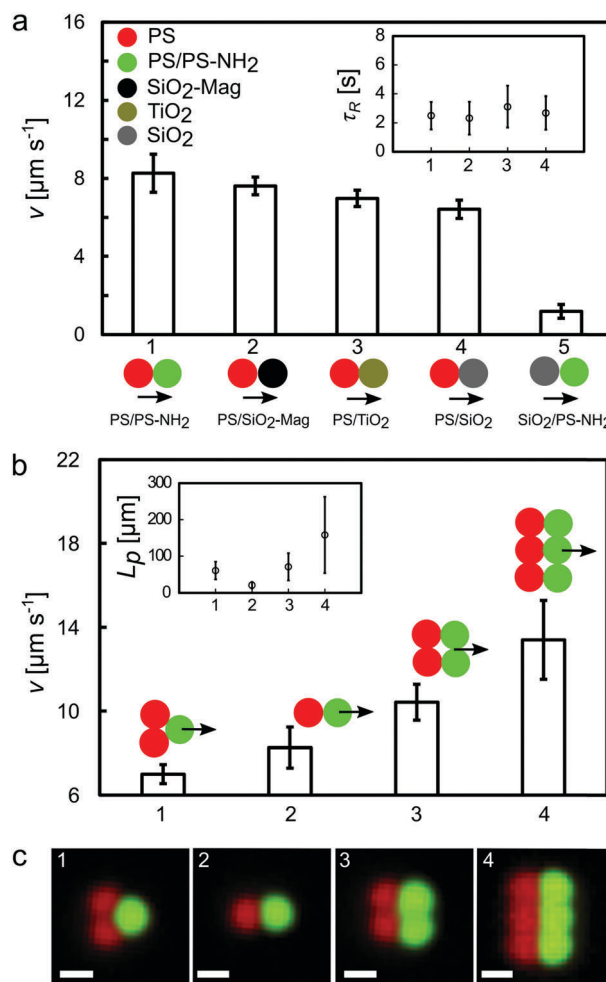 a
16
12
8
4
0
v [µm s⁻¹]
PS
PS/PS-NH₂
SiO₂-Mag
TiO₂
SiO₂
τR [s]
8
6
4
2
0
1 2 3 4
1 2 3 4 5
PS/PS-NH₂ PS/SiO₂-Mag PS/TiO₂ PS/SiO₂ SiO₂/PS-NH₂
b
22
18
14
10
6
v [µm s⁻¹]
Lp [µm]
300
200
100
0
1 2 3 4
1 2 3 4
c
1 2 3 4